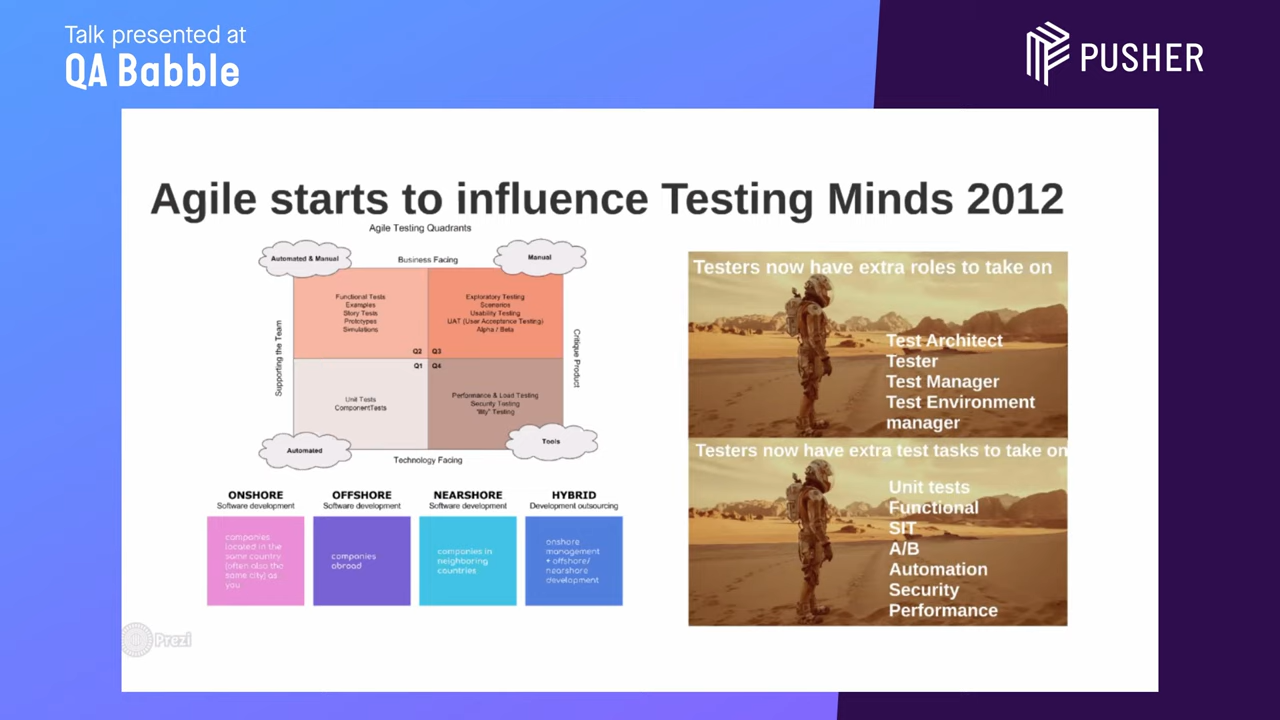 Talk presented at
QA Babble
PUSHER
Agile starts to influence Testing Minds 2012
Agile Testing Quadrants
Automated & Manual
Business Facing
Manual
Functional Tests
Examples
Story Tests
Prototypes
Simulations
Exploratory Testing
Scenarios
Usability Testing
UAT (User Acceptance Testing)
Alpha / Beta
Supporting the Team
Critique Product
Q2
Q3
Q1
Q4
Unit Tests
ComponentTests
Performance & Load Testing
Security Testing
"ility" Testing
Automated
Tools
Technology Facing
ONSHORE
Software development
companies
located in the
same country
(often also the
same city) as
you
OFFSHORE
Software development
companies
abroad
NEARSHORE
Software development
companies in
neighboring
countries
HYBRID
Development outsourcing
onshore
management
+ offshore/
nearshore
development
Testers now have extra roles to take on
Test Architect
Tester
Test Manager
Test Environment
manager
Testers now have extra test tasks to take on
Unit tests
Functional
SIT
A/B
Automation
Security
Performance
Prezi